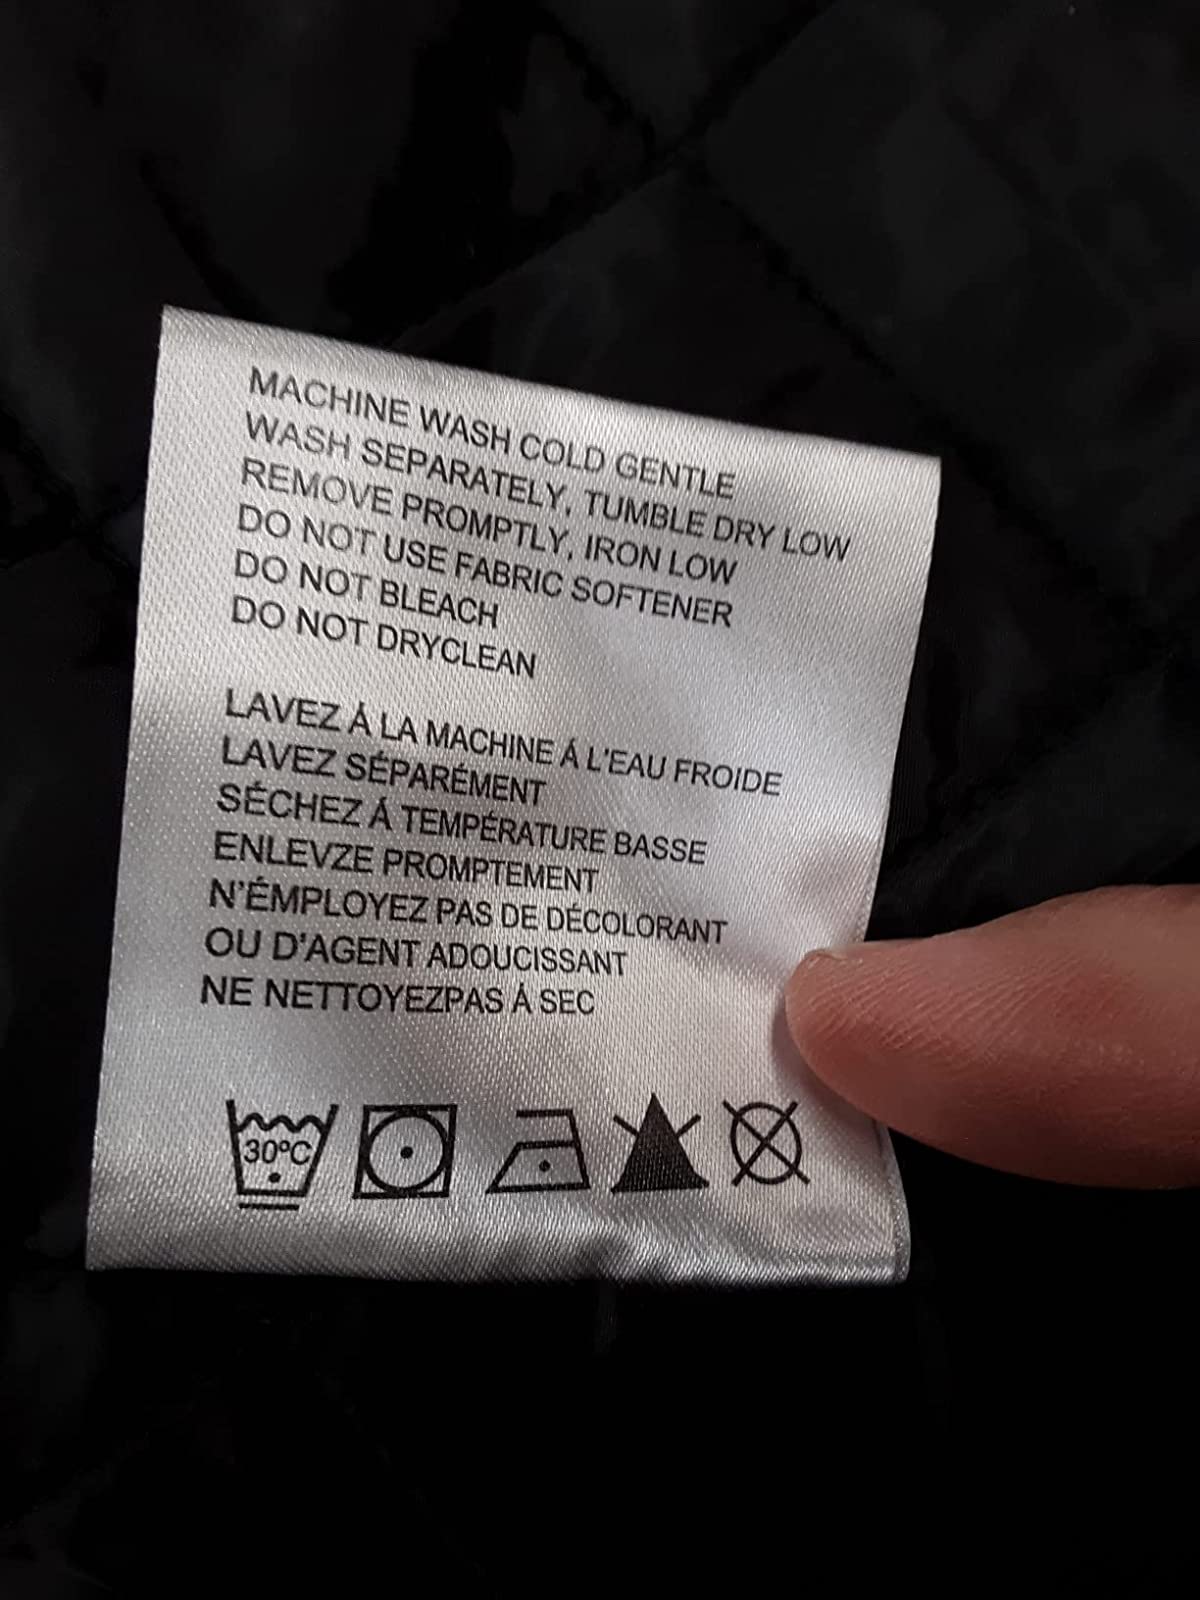 MACHINE WASH COLD GENTLE
WASH SEPARATELY, TUMBLE DRY LOW
REMOVE PROMPTLY, IRON LOW
DO NOT USE FABRIC SOFTENER
DO NOT BLEACH
DO NOT DRYCLEAN
LAVEZ Á LA MACHINE Á L'EAU FROIDE
LAVEZ SÉPARÉMENT
SÉCHEZ Á TEMPÉRATURE BASSE
ENLEVZE PROMPTEMENT
N'ÉMPLOYEZ PAS DE DÉCOLORANT
OU D'AGENT ADOUCISSANT
NE NETTOYEZPAS Á SEC
30ºC